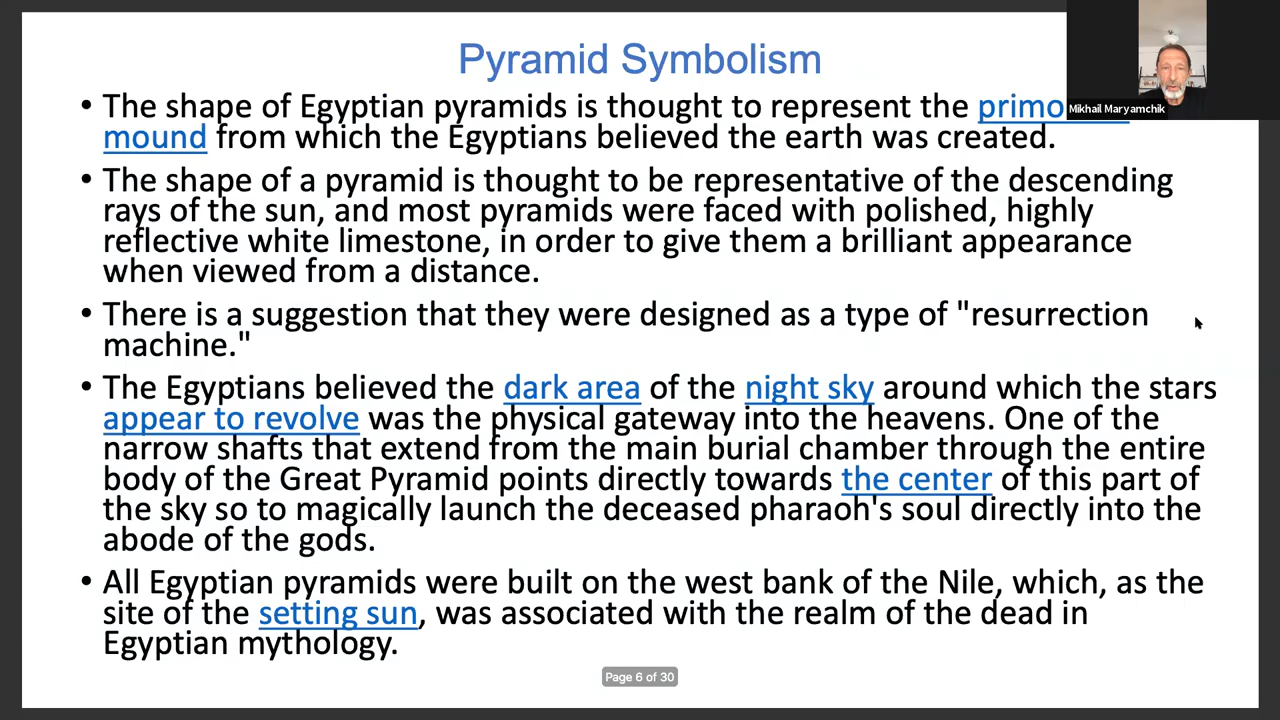 Pyramid Symbolism
• The shape of Egyptian pyramids is thought to represent the
mound from which the Egyptians believed the earth was created.
• The shape of a pyramid is thought to be representative of the descending
rays of the sun, and most pyramids were faced with polished, highly
reflective white limestone, in order to give them a brilliant appearance
when viewed from a distance.
• There is a suggestion that they were designed as a type of "resurrection
machine."
• The Egyptians believed the dark area of the night sky around which the stars
appear to revolve was the physical gateway into the heavens. One of the
narrow shafts that extend from the main burial chamber through the entire
body of the Great Pyramid points directly towards the center of this part of
the sky so to magically launch the deceased pharaoh's soul directly into the
abode of the gods.
• All Egyptian pyramids were built on the west bank of the Nile, which, as the
site of the setting sun, was associated with the realm of the dead in
Egyptian mythology.
Page 6 of 30
Mikhail Maryamchik